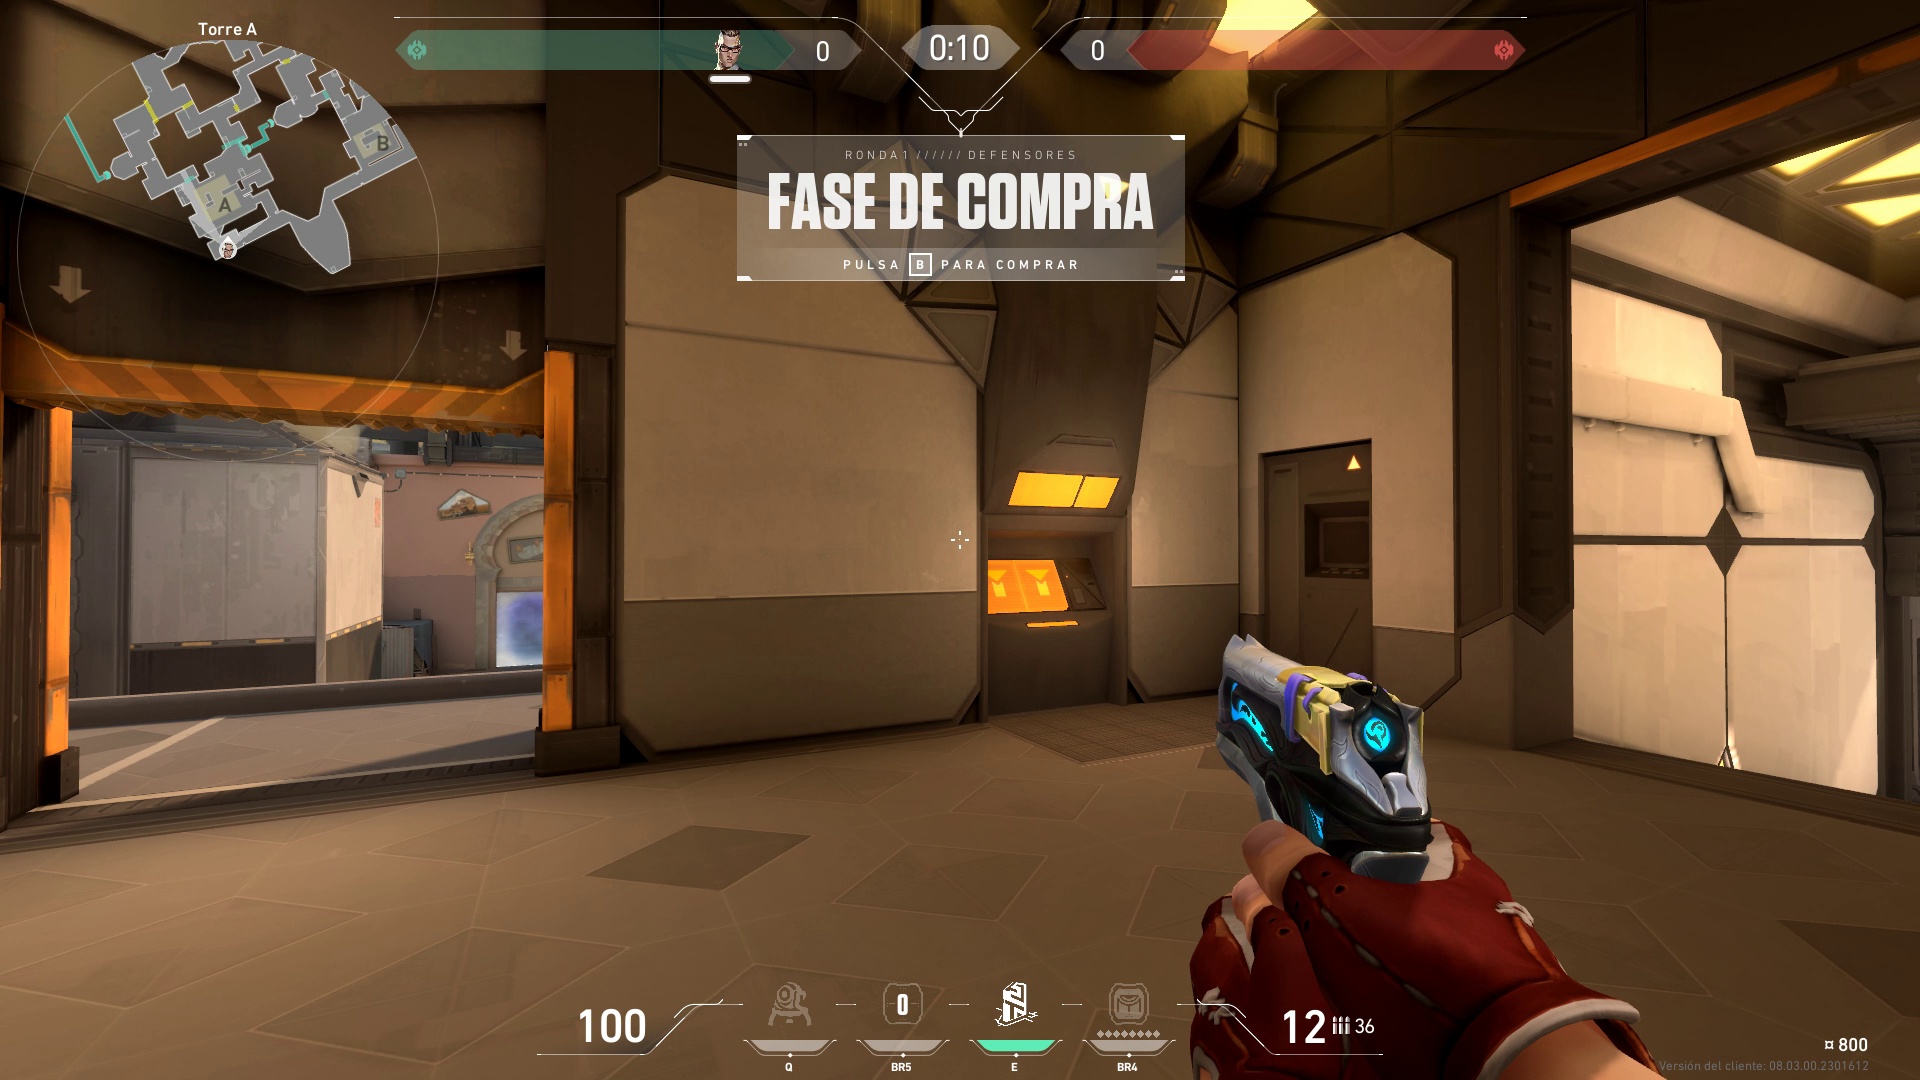 Torre A
0
0:10
0
B
A
RONDA 1 ////// DEFENSORES
FASE DE COMPRA
PULSA B PARA COMPRAR
100
0
12
36
Q
BR5
E
BR4
¤ 800
Versión del cliente: 08.03.00.2301612